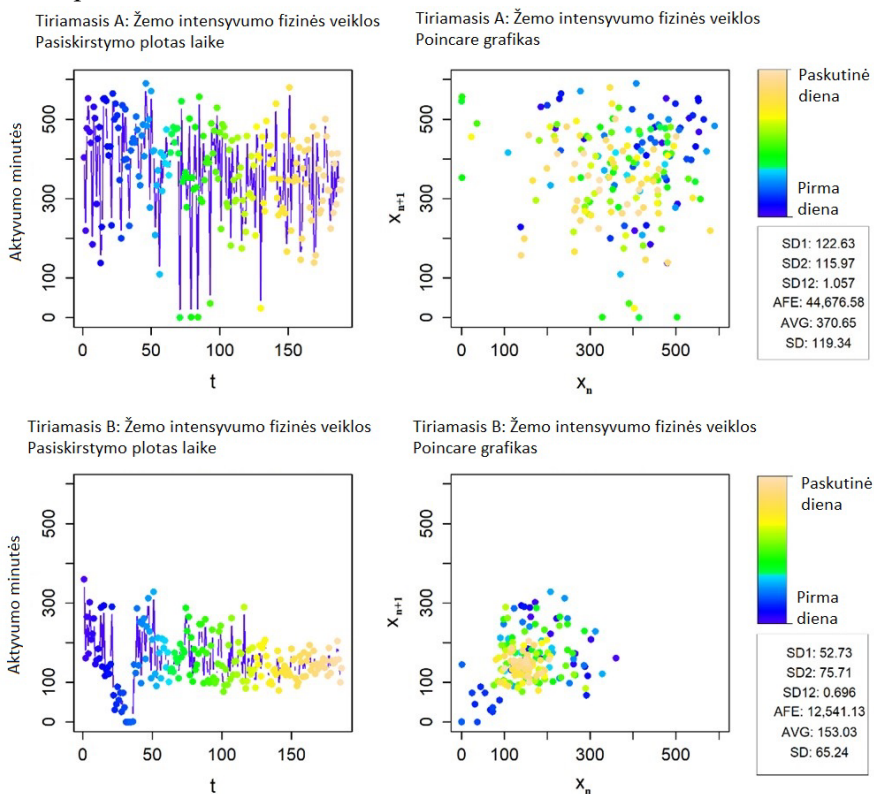 Tiriamasis A: Žemo intensyvumo fizinės veiklos
Pasiskirstymo plotas laike
Tiriamasis A: Žemo intensyvumo fizinės veiklos
Poincare grafikas
Aktyvumo minutės
0 100 300 500
0 50 100 150
t
X n+1
0 100 300 500
0 100 300 500
X n
Paskutinė
diena
Pirma
diena
SD1: 122.63
SD2: 115.97
SD12: 1.057
AFE: 44,676.58
AVG: 370.65
SD: 119.34
Tiriamasis B: Žemo intensyvumo fizinės veiklos
Pasiskirstymo plotas laike
Tiriamasis B: Žemo intensyvumo fizinės veiklos
Poincare grafikas
Aktyvumo minutės
0 100 300 500
0 50 100 150
t
X n+1
0 100 300 500
0 100 300 500
X n
Paskutinė
diena
Pirma
diena
SD1: 52.73
SD2: 75.71
SD12: 0.696
AFE: 12,541.13
AVG: 153.03
SD: 65.24